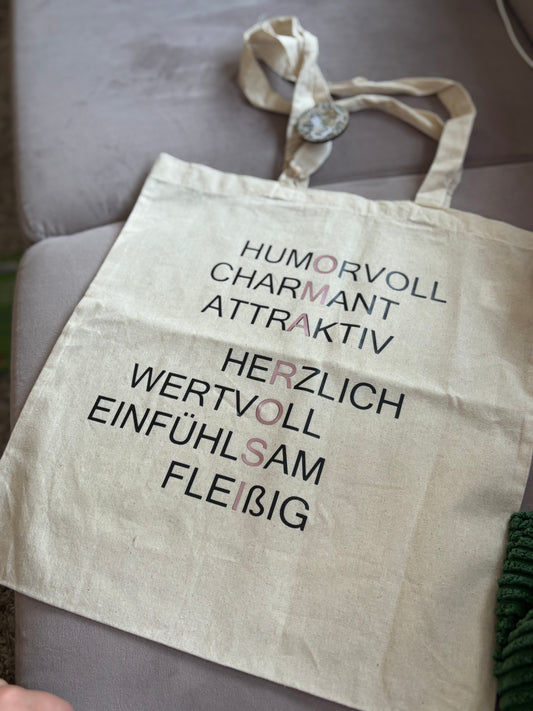 HUMORVOLL
CHARMANT
ATTRAKTIV
HERZLICH
WERTVOLL
EINFÜHLSAM
FLEIßIG